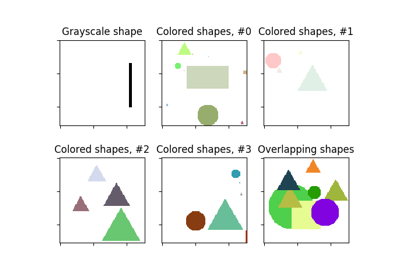 Grayscale shape
Colored shapes, #0
Colored shapes, #1
Colored shapes, #2
Colored shapes, #3
Overlapping shapes